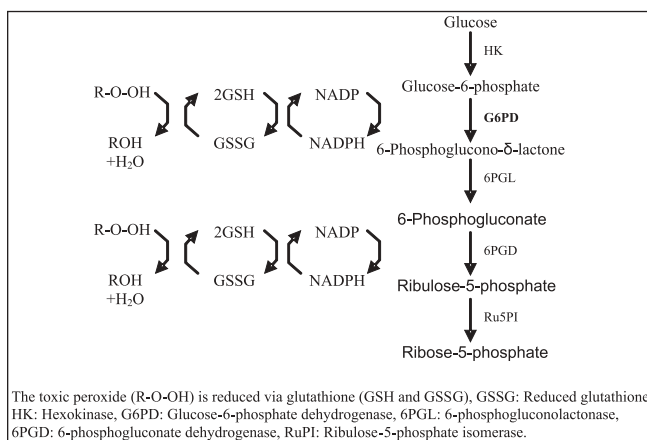 Glucose
HK
Glucose-6-phosphate
G6PD
6-Phosphoglucono-δ-lactone
6PGL
6-Phosphogluconate
6PGD
Ribulose-5-phosphate
Ru5PI
Ribose-5-phosphate
R-O-OH
2GSH
NADP
ROH
+H₂O
GSSG
NADPH
R-O-OH
2GSH
NADP
ROH
+H₂O
GSSG
NADPH
The toxic peroxide (R-O-OH) is reduced via glutathione (GSH and GSSG), GSSG: Reduced glutathione
HK: Hexokinase, G6PD: Glucose-6-phosphate dehydrogenase, 6PGL: 6-phosphogluconolactonase,
6PGD: 6-phosphogluconate dehydrogenase, RuPI: Ribulose-5-phosphate isomerase.